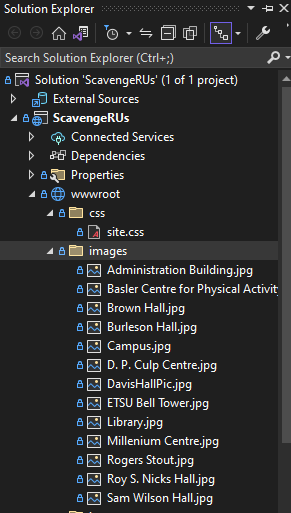 Solution Explorer
Search Solution Explorer (Ctrl+;)
Solution 'ScavengeRUs' (1 of 1 project)
External Sources
ScavengeRUs
Connected Services
Dependencies
Properties
wwwroot
css
site.css
images
Administration Building.jpg
Basler Centre for Physical Activity
Brown Hall.jpg
Burleson Hall.jpg
Campus.jpg
D. P. Culp Centre.jpg
DavisHallPic.jpg
ETSU Bell Tower.jpg
Library.jpg
Millenium Centre.jpg
Rogers Stout.jpg
Roy S. Nicks Hall.jpg
Sam Wilson Hall.jpg